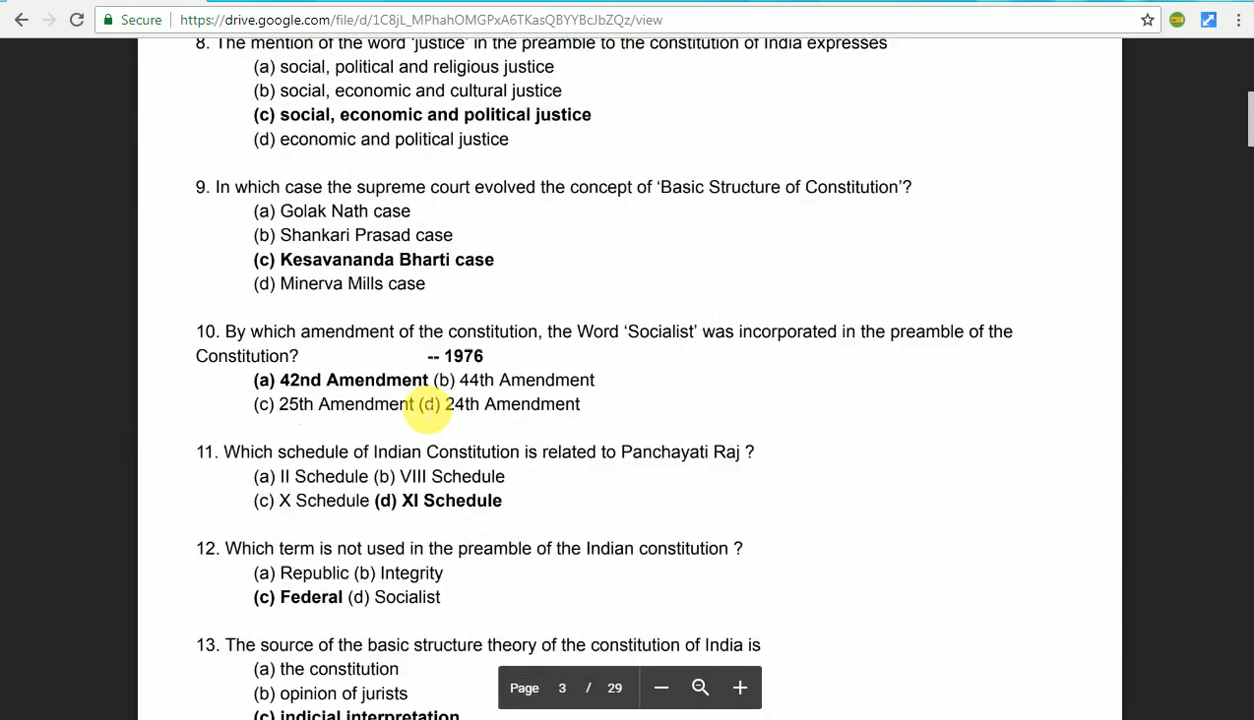 Secure https://drive.google.com/file/d/1C8jL_MPhahOMGPxA6TKasQBYYBcJbZQz/view
8. The mention of the word 'justice' in the preamble to the constitution of India expresses
(a) social, political and religious justice
(b) social, economic and cultural justice
(c) social, economic and political justice
(d) economic and political justice
9. In which case the supreme court evolved the concept of 'Basic Structure of Constitution'?
(a) Golak Nath case
(b) Shankari Prasad case
(c) Kesavananda Bharti case
(d) Minerva Mills case
10. By which amendment of the constitution, the Word 'Socialist' was incorporated in the preamble of the
Constitution? -- 1976
(a) 42nd Amendment (b) 44th Amendment
(c) 25th Amendment (d) 24th Amendment
11. Which schedule of Indian Constitution is related to Panchayati Raj ?
(a) II Schedule (b) VIII Schedule
(c) X Schedule (d) XI Schedule
12. Which term is not used in the preamble of the Indian constitution ?
(a) Republic (b) Integrity
(c) Federal (d) Socialist
13. The source of the basic structure theory of the constitution of India is
(a) the constitution
(b) opinion of jurists
(c) indicial interpretation
Page 3 / 29